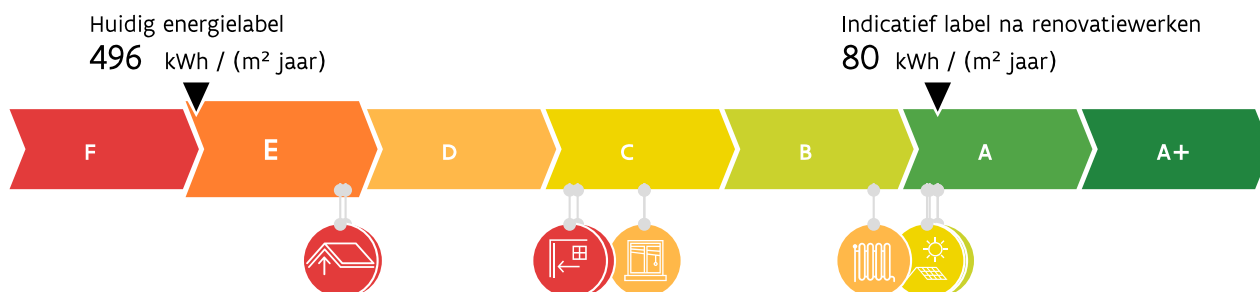 Huidig energielabel
496 kWh / (m² jaar)
Indicatief label na renovatiewerken
80 kWh / (m² jaar)
F E D C B A A+